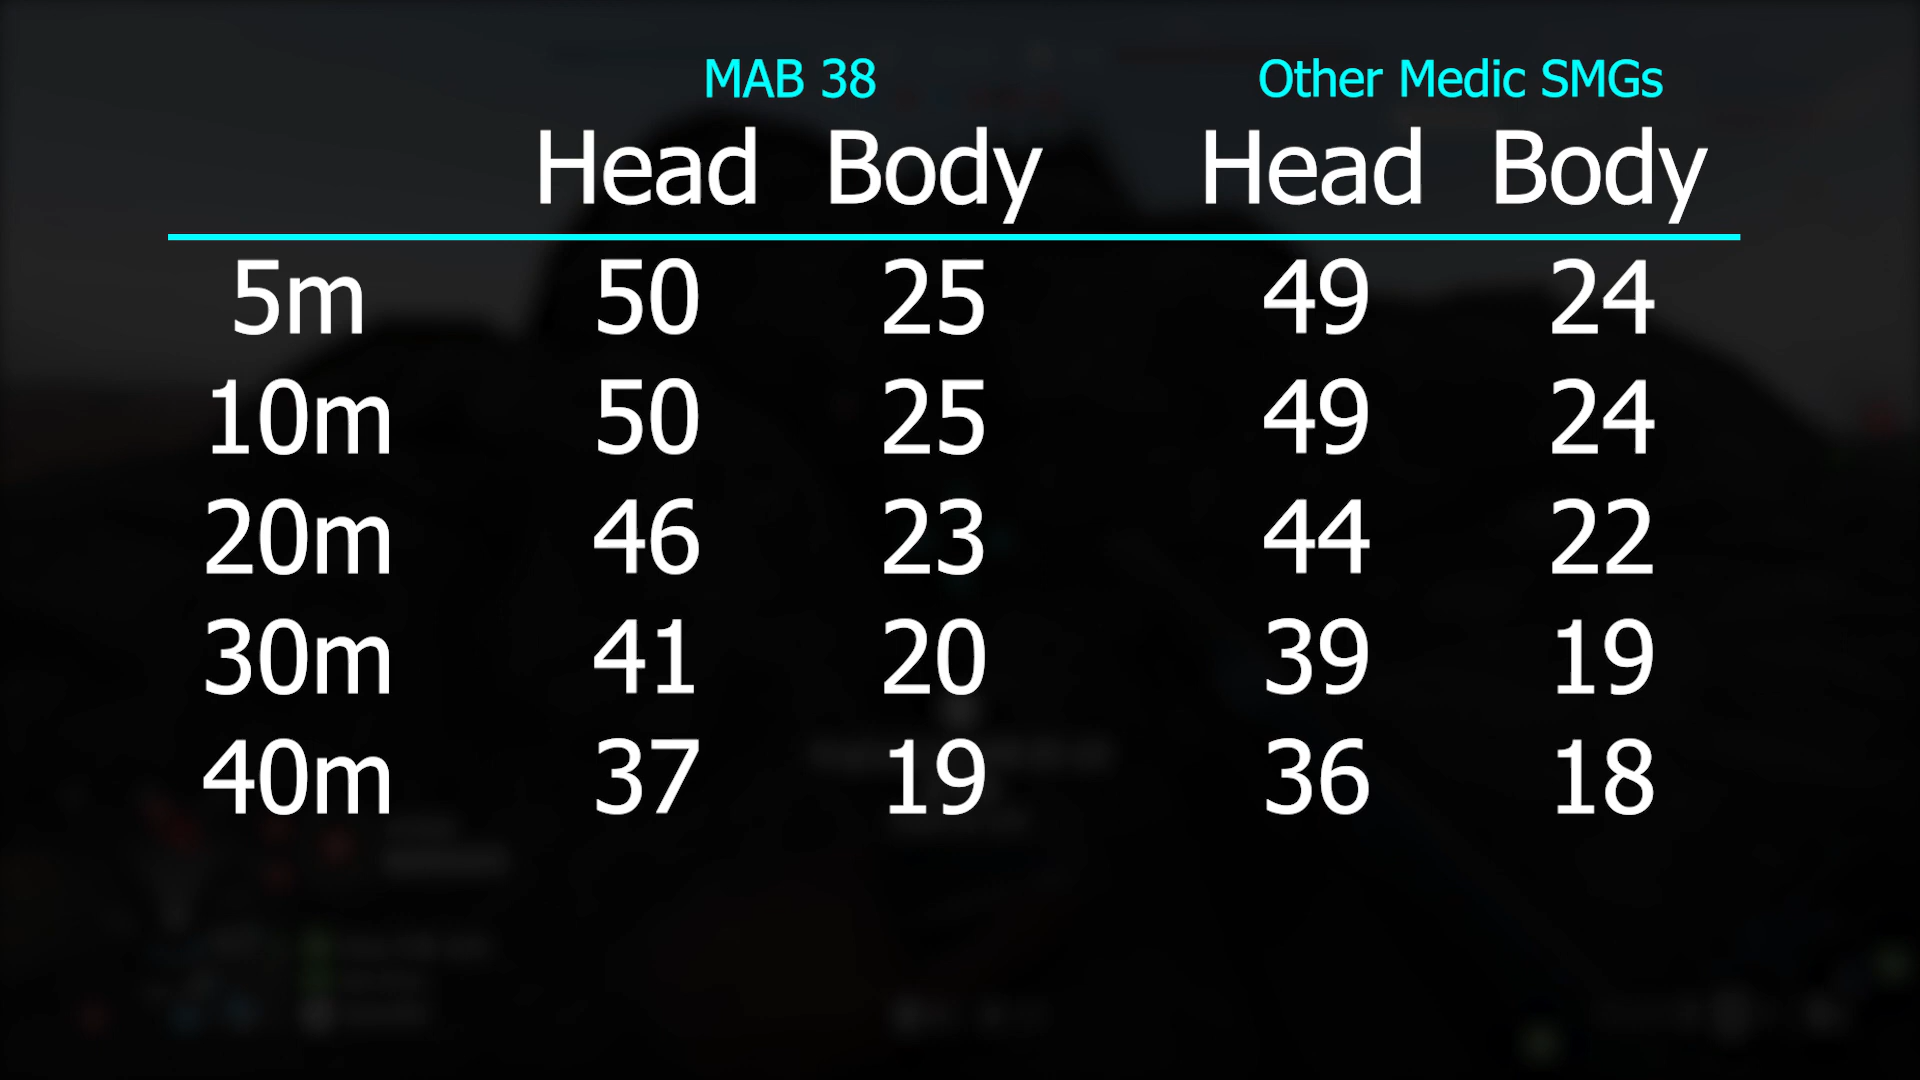 MAB 38 Other Medic SMGs
Head Body Head Body
5m 50 25 49 24
10m 50 25 49 24
20m 46 23 44 22
30m 41 20 39 19
40m 37 19 36 18